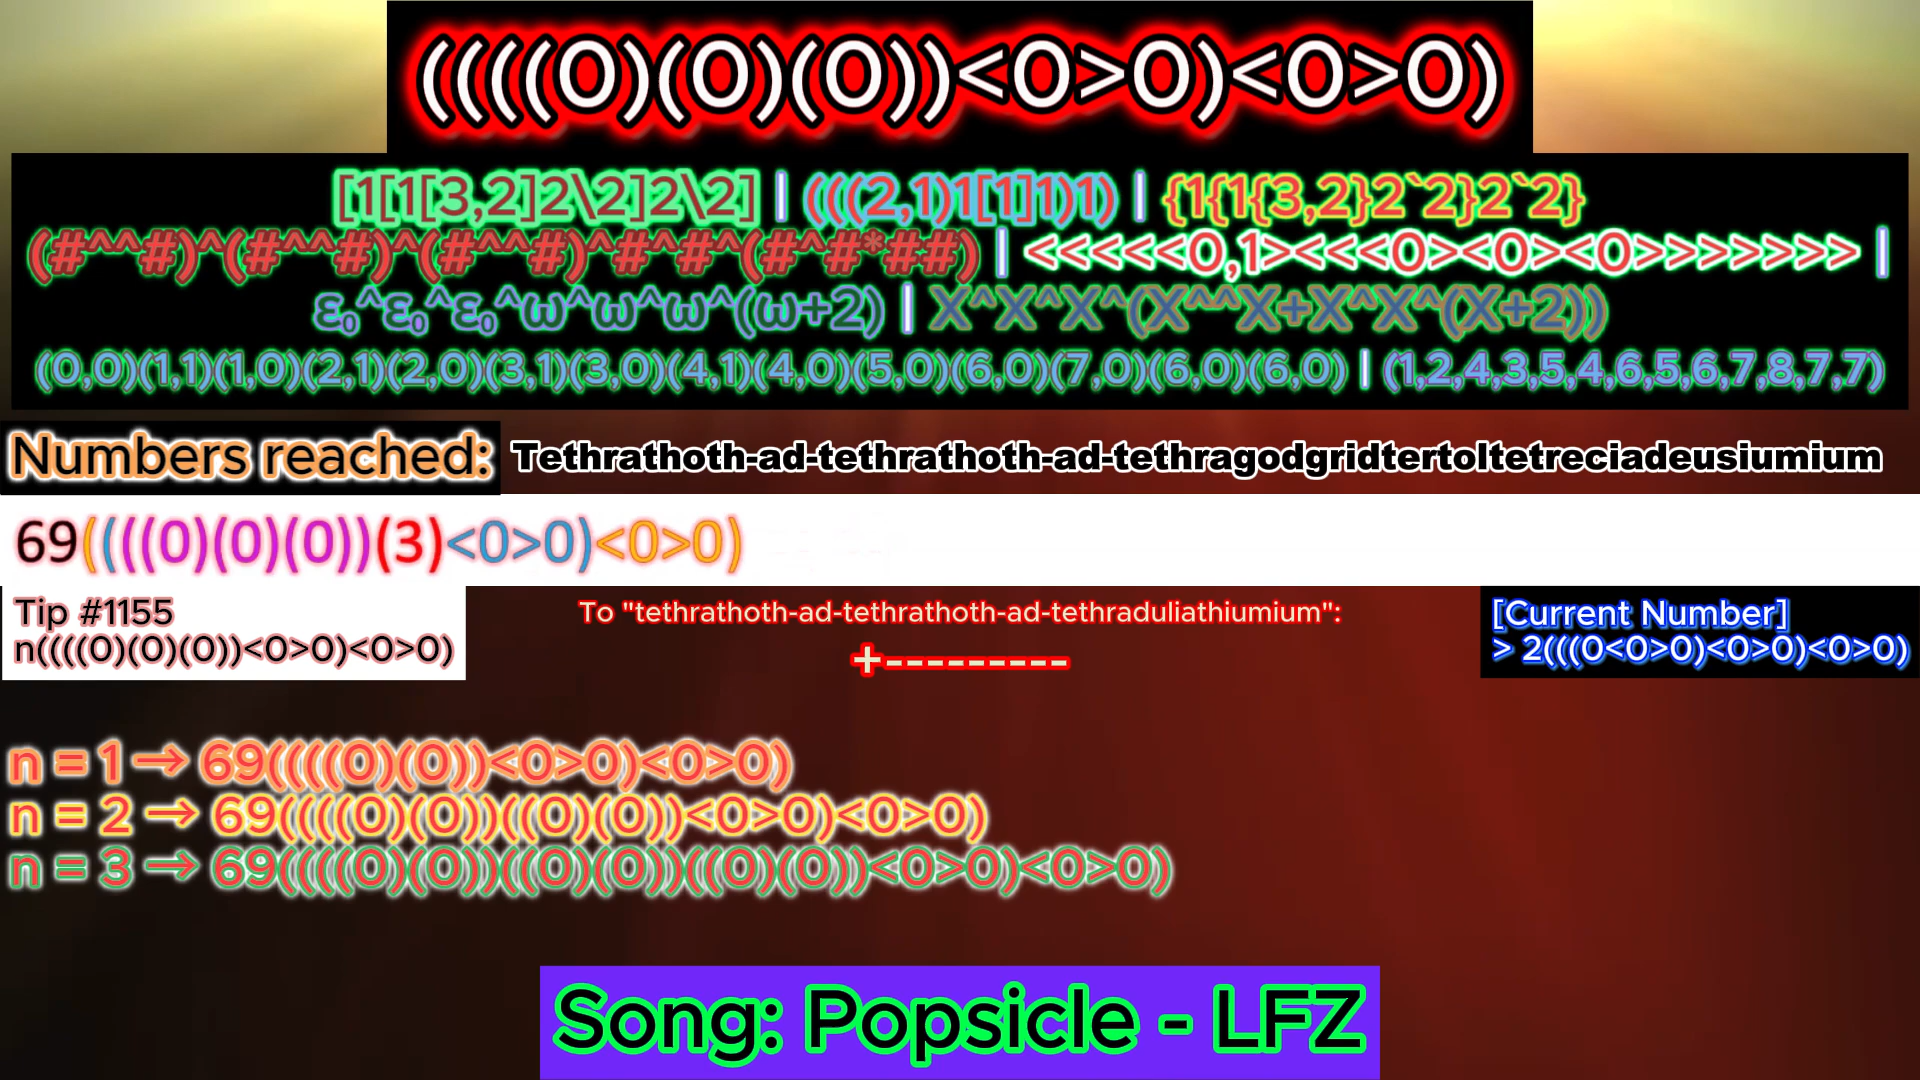 ((((0)(0)(0))<0>0)<0>0)
[1[1[3,2]2\2]2\2] | (((2,1)1[1]1)1) | {1{1{3,2}2`2}2`2}
(#^^#)^(#^^#)^(#^^#)^#^#^(#^#*##) | <<<<<0,1><<<0><0><0>>>>>>> |
ε₀^ε₀^ε₀^ω^ω^ω^(ω+2) | X^X^X^(X^^X+X^X^(X+2))
(0,0)(1,1)(1,0)(2,1)(2,0)(3,1)(3,0)(4,1)(4,0)(5,0)(6,0)(7,0)(6,0)(6,0) | (1,2,4,3,5,4,6,5,6,7,8,7,7)
Numbers reached: Tethrathoth-ad-tethrathoth-ad-tethragodgridtertoltetreciadeusiumium
69((((0)(0)(0))(3)<0>0)<0>0)
Tip #1155
n((((0)(0)(0))<0>0)<0>0)
To "tethrathoth-ad-tethrathoth-ad-tethraduliathiumium":
+---------
[Current Number]
> 2(((0<0>0)<0>0)<0>0)
n = 1 → 69((((0)(0))<0>0)<0>0)
n = 2 → 69((((0)(0))((0)(0))<0>0)<0>0)
n = 3 → 69((((0)(0))((0)(0))((0)(0))<0>0)<0>0)
Song: Popsicle - LFZ